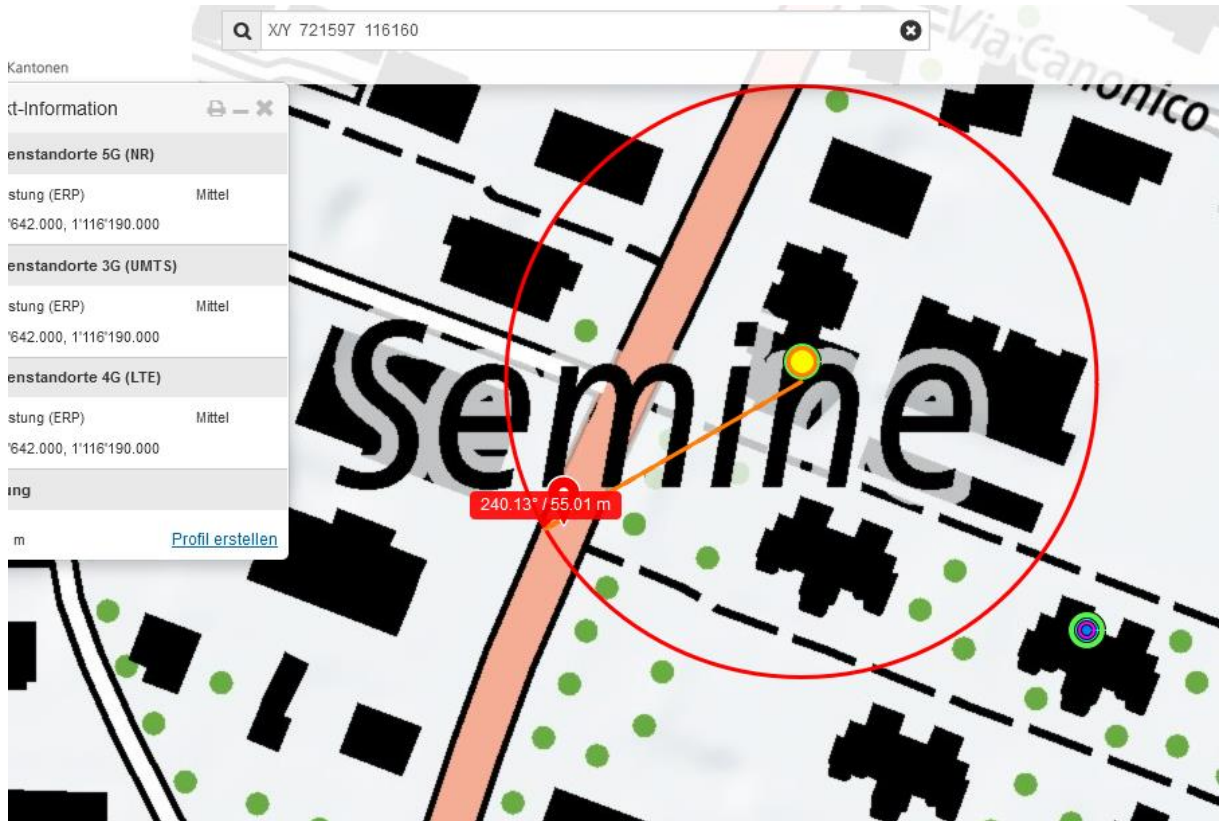 X/Y 721597 116160
Via Canonico
Kantonen
kt-Information
enstandorte 5G (NR)
stung (ERP) Mittel
'642.000, 1'116'190.000
enstandorte 3G (UMTS)
stung (ERP) Mittel
'642.000, 1'116'190.000
enstandorte 4G (LTE)
stung (ERP) Mittel
'642.000, 1'116'190.000
ung
m Profil erstellen
Semine
240.13° / 55.01 m